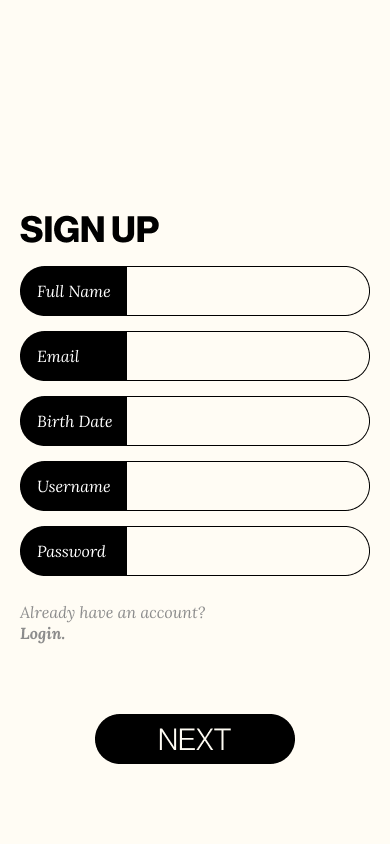 SIGN UP
Full Name
Email
Birth Date
Username
Password
Already have an account?
Login.
NEXT